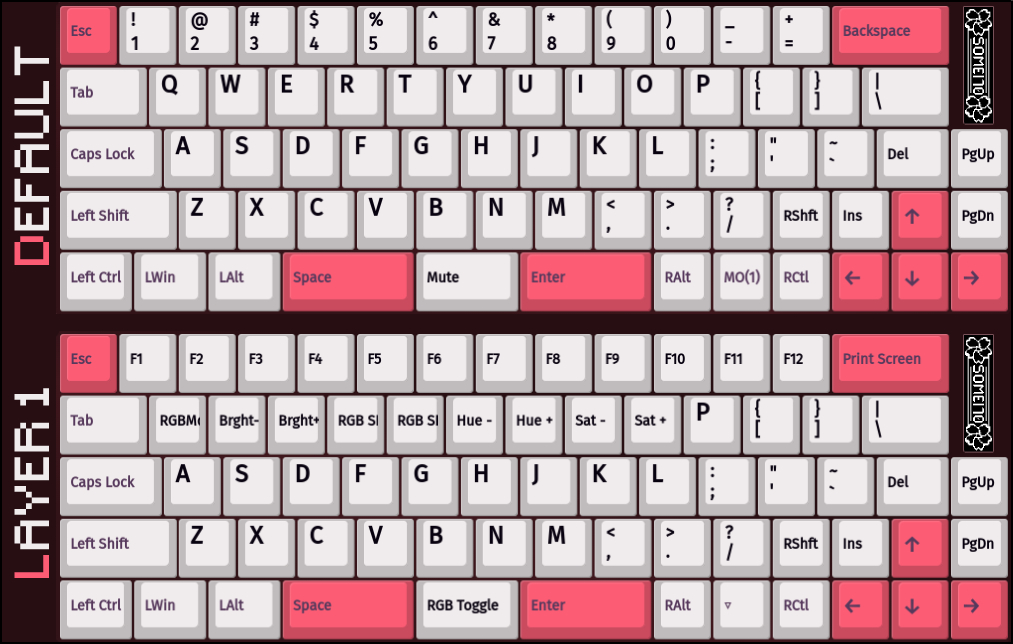 DEFAULT
Esc ! 1 @ 2 # 3 $ 4 % 5 ^ 6 & 7 * 8 ( 9 ) 0 _ - + = Backspace
SOMEINO
Tab Q W E R T Y U I O P { [ } ] | \
Caps Lock A S D F G H J K L : ; " ' ~ ` Del PgUp
Left Shift Z X C V B N M < , > . ? / RShft Ins ↑ PgDn
Left Ctrl LWin LAlt Space Mute Enter RAlt MO(1) RCtl ← ↓ →
LAYER 1
Esc F1 F2 F3 F4 F5 F6 F7 F8 F9 F10 F11 F12 Print Screen
SOMEINO
Tab RGBMo Brght- Brght+ RGB S RGB S Hue - Hue + Sat - Sat + P { [ } ] | \
Caps Lock A S D F G H J K L : ; " ' ~ ` Del PgUp
Left Shift Z X C V B N M < , > . ? / RShft Ins ↑ PgDn
Left Ctrl LWin LAlt Space RGB Toggle Enter RAlt ▿ RCtl ← ↓ →